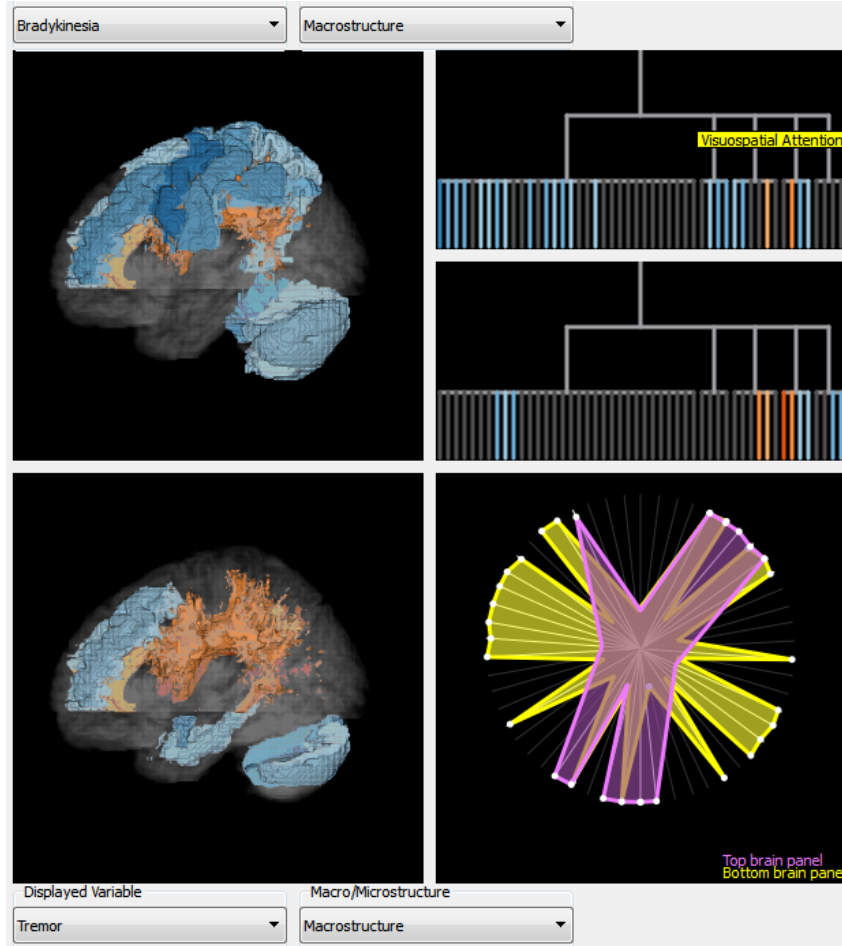 Bradykinesia
Macrostructure
Visuospatial Attention
Top brain panel
Bottom brain pane
Displayed Variable
Macro/Microstructure
Tremor
Macrostructure